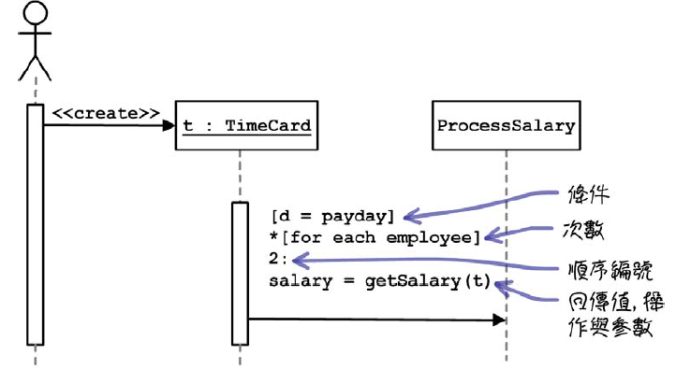 <<create>>
t : TimeCard
ProcessSalary
[d = payday]
條件
*[for each employee]
次數
2:
順序編號
salary = getSalary(t)
回傳值, 操
作與參數